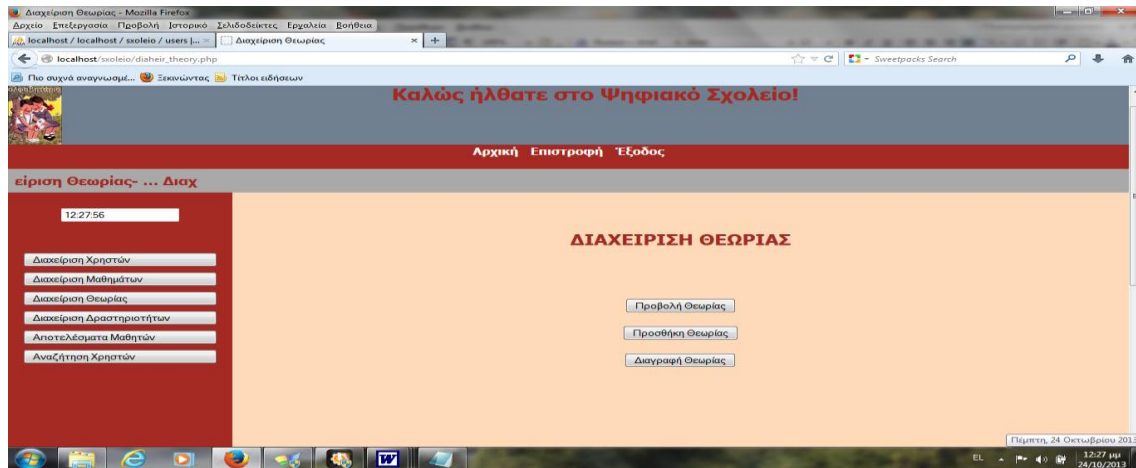 Διαχείριση Θεωρίας - Mozilla Firefox
Αρχείο Επεξεργασία Προβολή Ιστορικό Σελιδοδείκτες Εργαλεία Βοήθεια
localhost / localhost / sxoleio / users |... × Διαχείριση Θεωρίας × +
localhost/sxoleio/diaheir_theory.php Sweetpacks Search
Πιο συχνά αναγνωσμέ... Ξεκινώντας Τίτλοι ειδήσεων
Καλώς ήλθατε στο Ψηφιακό Σχολείο!
Αρχική Επιστροφή Έξοδος
είριση Θεωρίας- ... Διαχ
12:27:56
ΔΙΑΧΕΙΡΙΣΗ ΘΕΩΡΙΑΣ
Διαχείριση Χρηστών
Διαχείριση Μαθημάτων
Διαχείριση Θεωρίας
Διαχείριση Δραστηριοτήτων
Αποτελέσματα Μαθητών
Αναζήτηση Χρηστών
Προβολή Θεωρίας
Προσθήκη Θεωρίας
Διαγραφή Θεωρίας
Πέμπτη, 24 Οκτωβρίου 2013
EL 12:27 μμ
24/10/2013